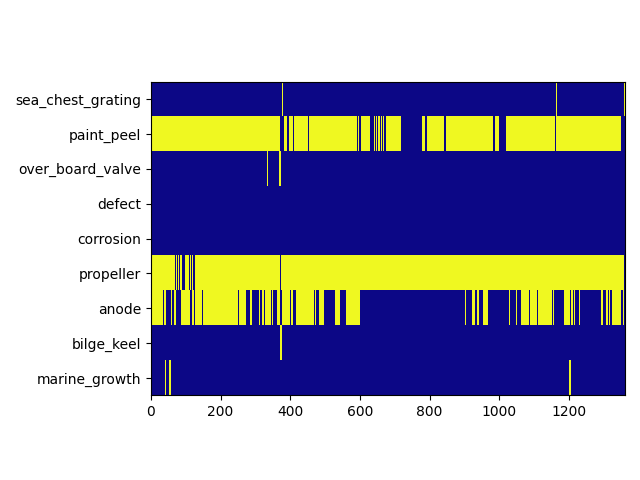 sea_chest_grating
paint_peel
over_board_valve
defect
corrosion
propeller
anode
bilge_keel
marine_growth
0 200 400 600 800 1000 1200